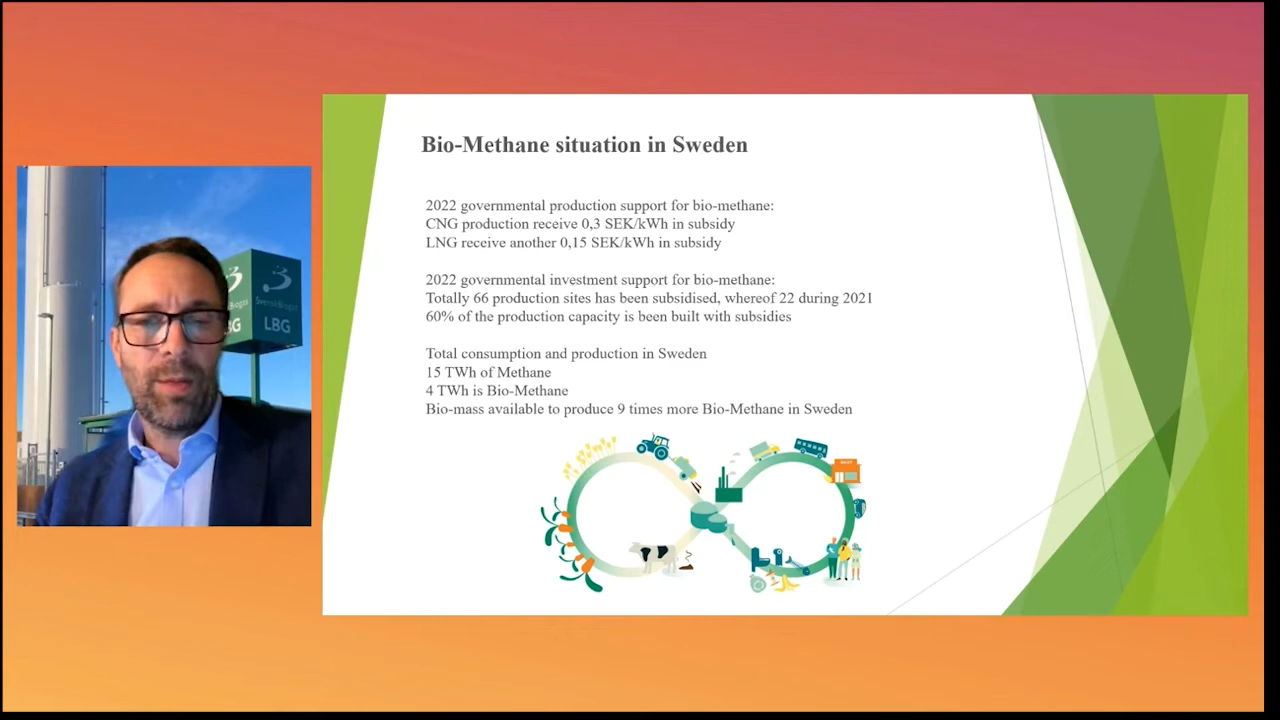 Bio-Methane situation in Sweden
2022 governmental production support for bio-methane:
CNG production receive 0,3 SEK/kWh in subsidy
LNG receive another 0,15 SEK/kWh in subsidy
2022 governmental investment support for bio-methane:
Totally 66 production sites has been subsidised, whereof 22 during 2021
60% of the production capacity is been built with subsidies
Total consumption and production in Sweden
15 TWh of Methane
4 TWh is Bio-Methane
Bio-mass available to produce 9 times more Bio-Methane in Sweden
LBG